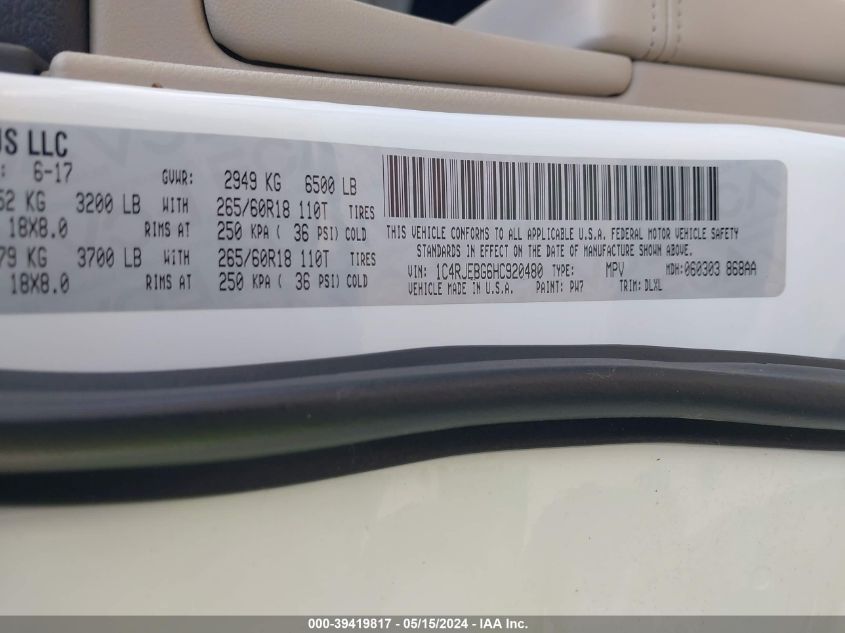 US LLC
6-17 GVWR: 2949 KG 6500 LB
52 KG 3200 LB WITH 265/60R18 110T TIRES
18X8.0 RIMS AT 250 KPA ( 36 PSI) COLD
79 KG 3700 LB WITH 265/60R18 110T TIRES
18X8.0 RIMS AT 250 KPA ( 36 PSI) COLD
THIS VEHICLE CONFORMS TO ALL APPLICABLE U.S.A. FEDERAL MOTOR VEHICLE SAFETY
STANDARDS IN EFFECT ON THE DATE OF MANUFACTURE SHOWN ABOVE.
VIN: 1C4RJEBG6HC920480 TYPE: MPV MDH: 060303 868AA
VEHICLE MADE IN U.S.A. PAINT: PW7 TRIM: DLXL
000-39419817 - 05/15/2024 - IAAI Inc.